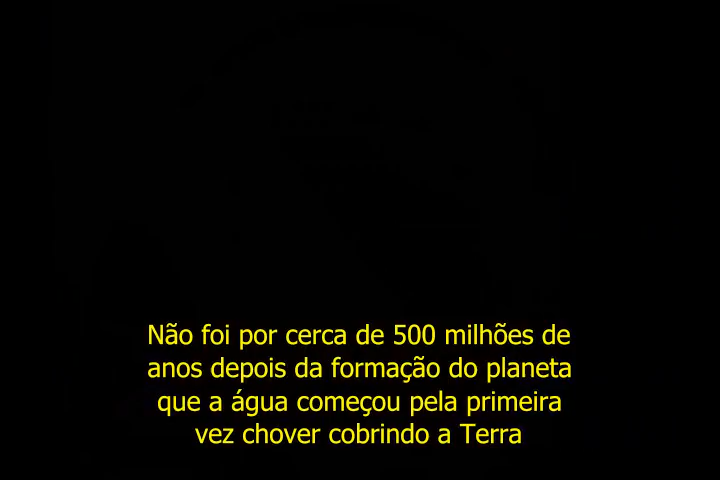 Não foi por cerca de 500 milhões de
anos depois da formação do planeta
que a água começou pela primeira
vez chover cobrindo a Terra